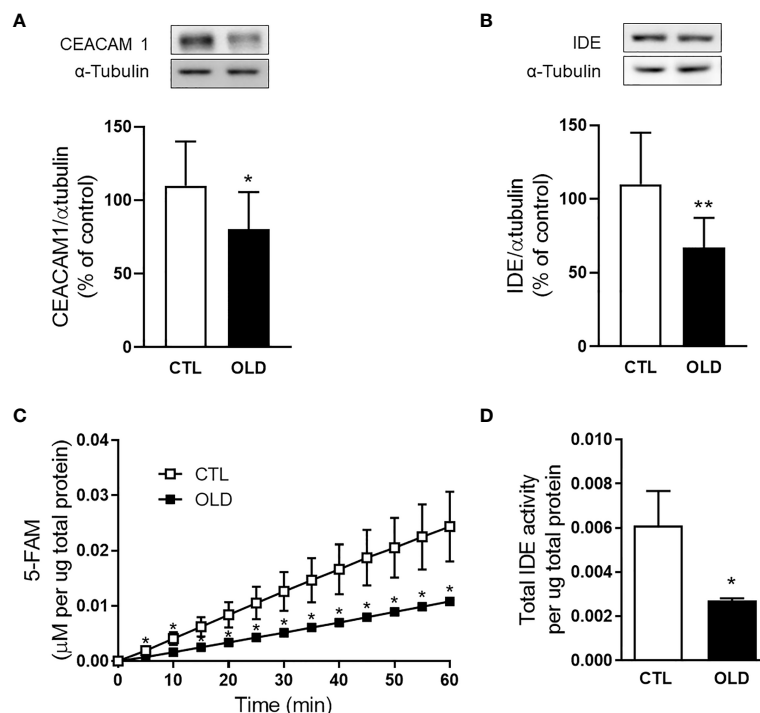 A
CEACAM 1
α-Tubulin
150
100
50
0
CEACAM1/αtubulin
(% of control)
*
CTL OLD
B
IDE
α-Tubulin
150
100
50
0
IDE/αtubulin
(% of control)
**
CTL OLD
C
0.04
0.03
0.02
0.01
0.00
5-FAM
(µM per ug total protein)
CTL
OLD
* * * * * * * * * * * *
0 10 20 30 40 50 60
Time (min)
D
0.010
0.008
0.006
0.004
0.002
0.000
Total IDE activity
per ug total protein
*
CTL OLD